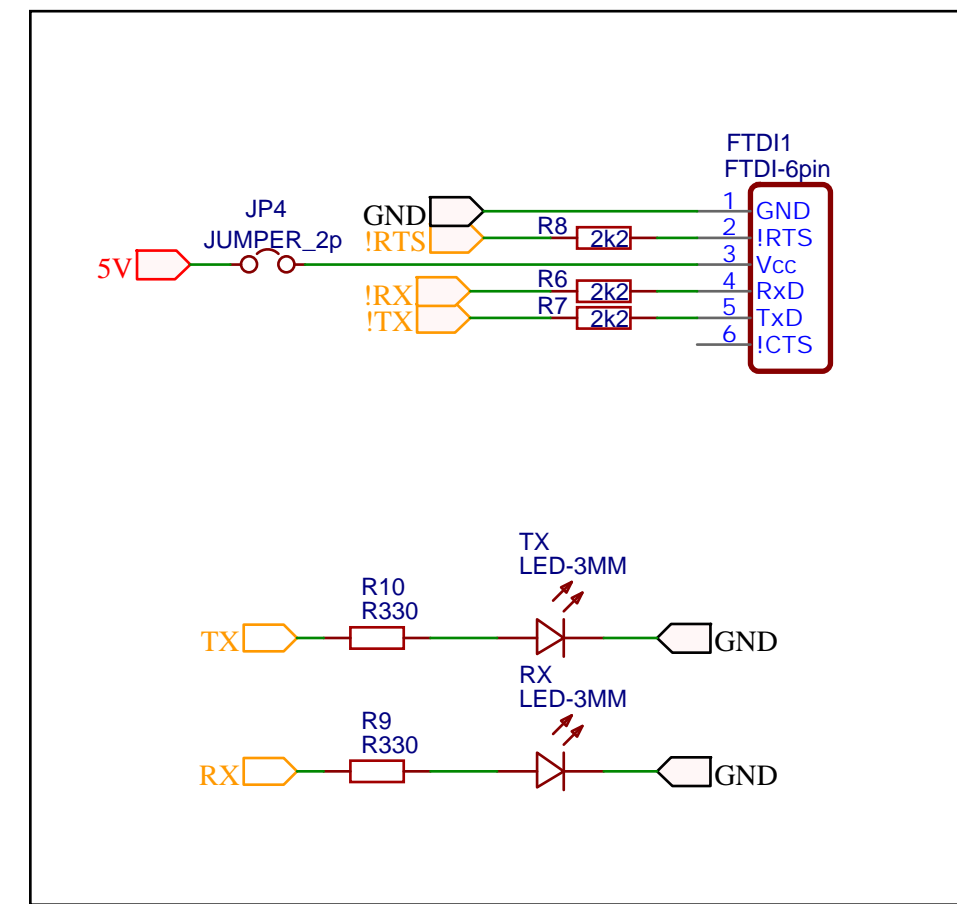 FTDI1
FTDI-6pin
JP4
JUMPER_2p
5V
GND
!RTS
R8
2k2
!RX
!TX
R6
2k2
R7
2k2
1 GND
2 !RTS
3 Vcc
4 RxD
5 TxD
6 !CTS
TX
LED-3MM
R10
R330
TX
GND
RX
LED-3MM
R9
R330
RX
GND